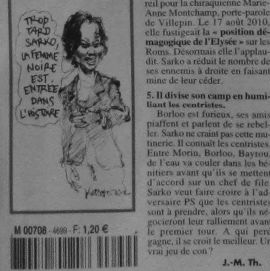 TROP
TARD
SARKO,
LA FEMME
NOIRE
EST
ENTRÉE
DANS
L'HISTOIRE
M 00708 - 4699 - F: 1,20 €
reil pour la chiraquienne Marie-
Anne Montchamp, porte-parole
de Villepin. Le 17 août 2010,
elle fustigeait la « position dé-
magogique de l'Elysée » sur les
Roms. Désormais elle l'applau-
dit. Sarko a réduit le nombre de
ses ennemis à droite en faisant
mine de leur céder.
5. Il divise son camp en humi-
liant les centristes.
Borloo est furieux, ses amis
piaffent et parlent de se rebel-
ler. Sarko ne craint pas cette mu-
tinerie. Il connaît les centristes.
Entre Morin, Borloo, Bayrou,
de l'eau va couler dans les bé-
nitiers avant qu'ils se mettent
d'accord sur un chef de file.
Sarko veut faire croire à l'ad-
versaire PS que les centristes
sont à prendre, alors qu'ils né-
gocieront leur ralliement avant
le premier tour. A qui perd
gagne, il se croit le meilleur. Un
vrai jeu de con ?
J.-M. Th.